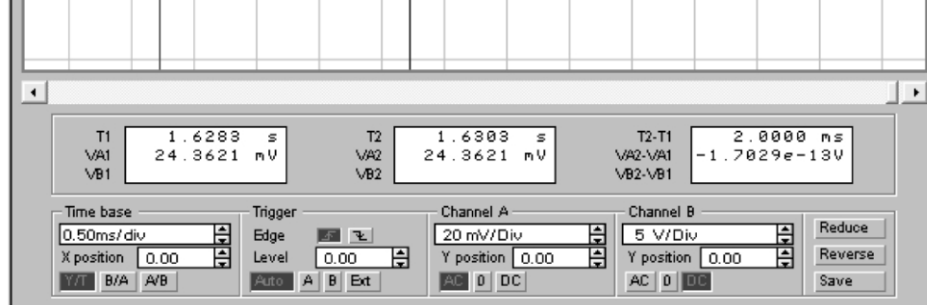 T1 1.6283 s T2 1.6303 s T2-T1 2.0000 ms
VA1 24.3621 mV VA2 24.3621 mV VA2-VA1 -1.7029e-13V
VB1 VB2 VB2-VB1
Time base Trigger Channel A Channel B
0.50ms/div Edge 20 mV/Div 5 V/Div Reduce
X position 0.00 Level 0.00 Y position 0.00 Y position 0.00 Reverse
Y/T B/A A/B Auto A B Ext AC 0 DC AC 0 DC Save